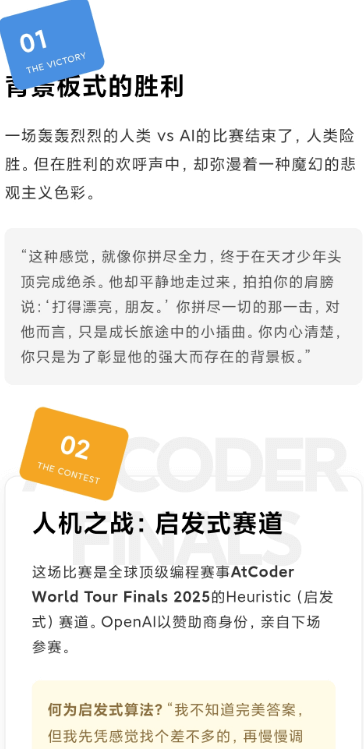 01
THE VICTORY
背景板式的胜利
一场轰轰烈烈的人类 vs AI的比赛结束了，人类险
胜。但在胜利的欢呼声中，却弥漫着一种魔幻的悲
观主义色彩。
“这种感觉，就像你拼尽全力，终于在天才少年头
顶完成绝杀。他却平静地走过来，拍拍你的肩膀
说：‘打得漂亮，朋友。’ 你拼尽一切的那一击，对
他而言，只是成长旅途中的小插曲。你内心清楚，
你只是为了彰显他的强大而存在的背景板。”
02
THE CONTEST
ATCODER
FINALS
人机之战：启发式赛道
这场比赛是全球顶级编程赛事AtCoder
World Tour Finals 2025的Heuristic（启发
式）赛道。OpenAI以赞助商身份，亲自下场
参赛。
何为启发式算法？“我不知道完美答案，
但我先凭感觉找个差不多的，再慢慢调